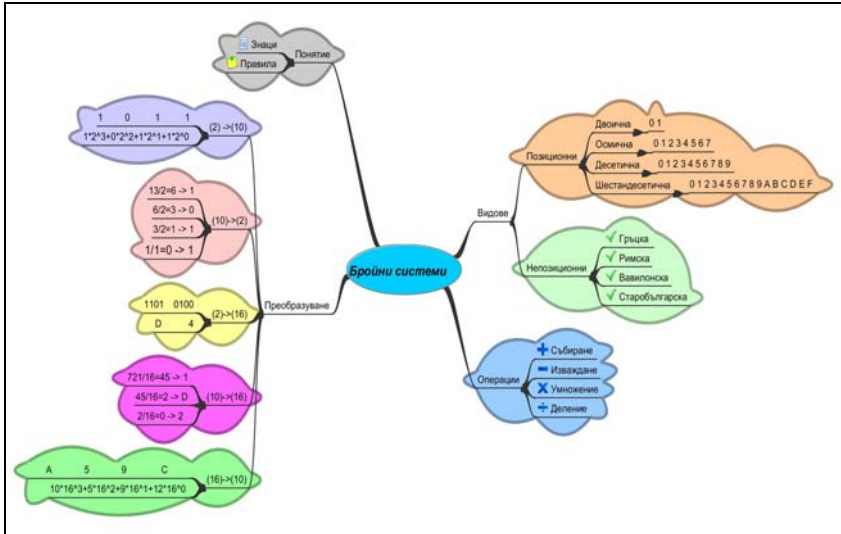 Знаци
Правила
Понятие
1 0 1 1
1*2^3+0*2^2+1*2^1+1*2^0
(2) ->(10)
13/2=6 -> 1
6/2=3 -> 0
3/2=1 -> 1
1/1=0 -> 1
(10)->(2)
1101 0100
D 4
(2)->(16)
721/16=45 -> 1
45/16=2 -> D
2/16=0 -> 2
(10)->(16)
A 5 9 C
10*16^3+5*16^2+9*16^1+12*16^0
(16)->(10)
Преобразуване
Бройни системи
Видове
Позиционни
Двоична 0 1
Осмична 0 1 2 3 4 5 6 7
Десетична 0 1 2 3 4 5 6 7 8 9
Шестандесетична 0 1 2 3 4 5 6 7 8 9 A B C D E F
Непозиционни
Гръцка
Римска
Вавилонска
Старобългарска
Операции
Събиране
Изваждане
Умножение
Деление